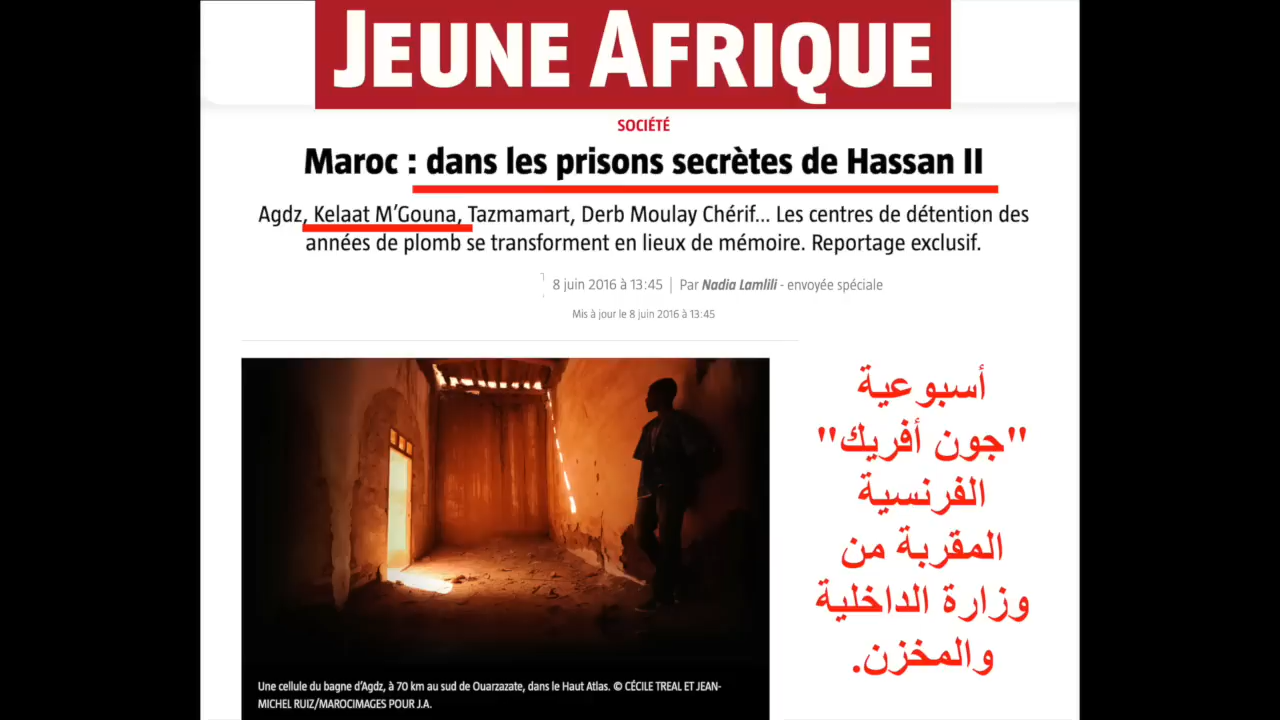 JEUNE AFRIQUE
SOCIÉTÉ
Maroc : dans les prisons secrètes de Hassan II
Agdz, Kelaat M'Gouna, Tazmamart, Derb Moulay Chérif... Les centres de détention des
années de plomb se transforment en lieux de mémoire. Reportage exclusif.
8 juin 2016 à 13:45 | Par Nadia Lamlili - envoyée spéciale
Mis à jour le 8 juin 2016 à 13:45
أسبوعية
"جون أفريك"
الفرنسية
المقربة من
وزارة الداخلية
والمخزن.
Une cellule du bagne d'Agdz, à 70 km au sud de Ouarzazate, dans le Haut Atlas. © CÉCILE TREAL ET JEAN-
MICHEL RUIZ/MAROCIMAGES POUR J.A.